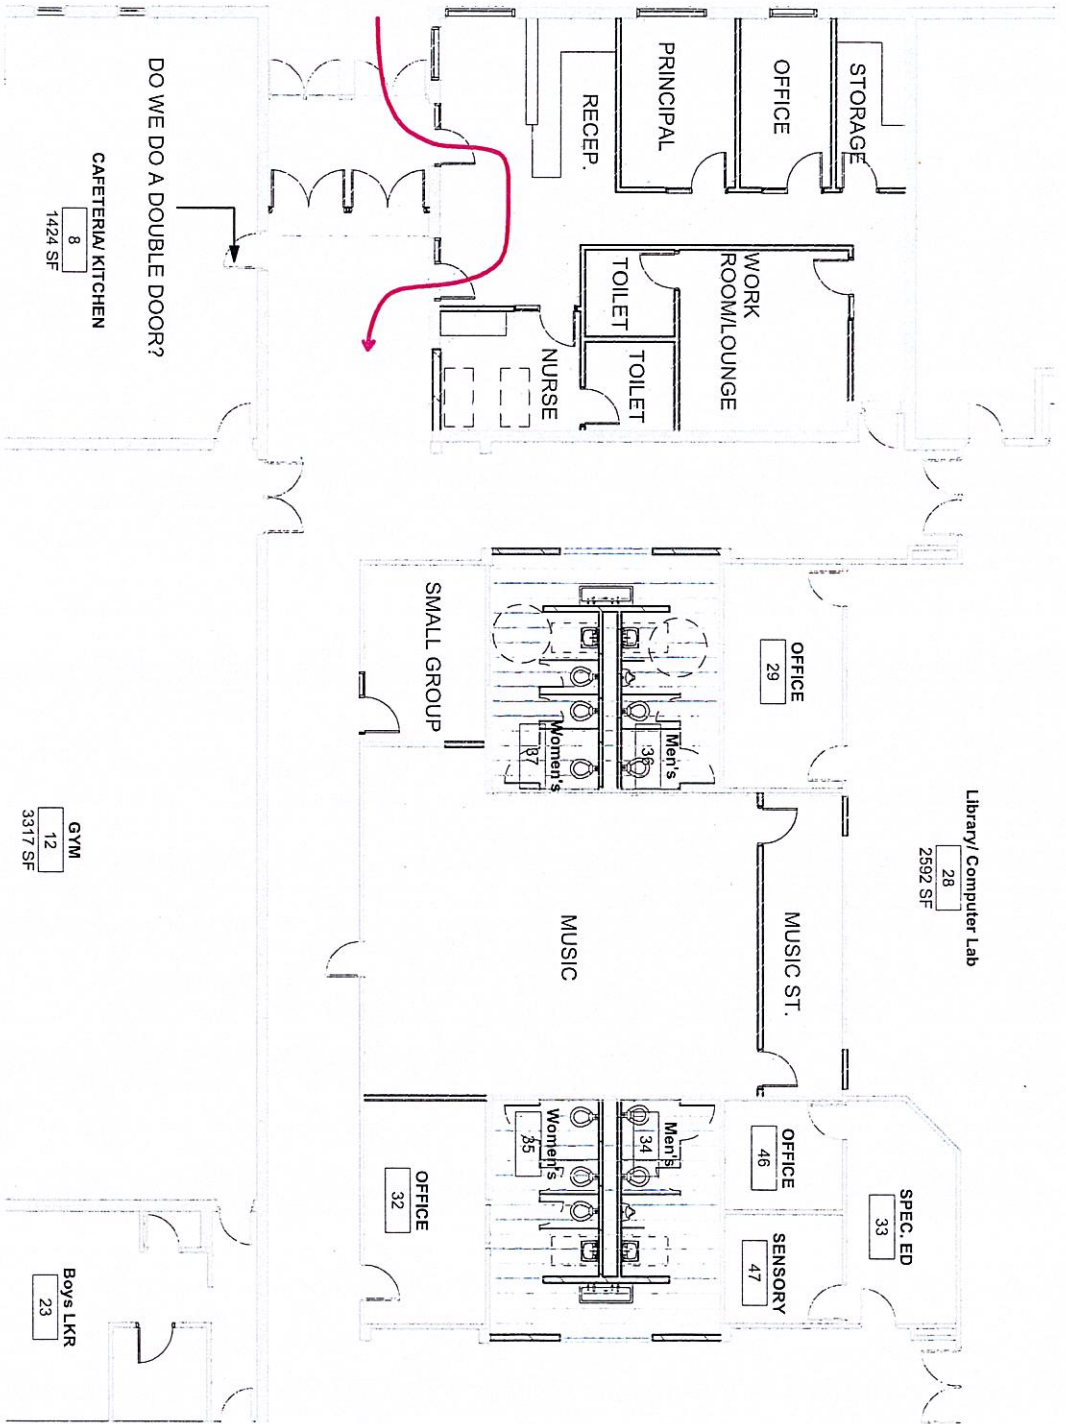 DO WE DO A DOUBLE DOOR?
CAFETERIA/ KITCHEN
8
1424 SF
RECEP.
PRINCIPAL
OFFICE
STORAGE
WORK
ROOM/LOUNGE
TOILET
TOILET
NURSE
SMALL GROUP
Women's
37
Men's
36
OFFICE
29
Library/ Computer Lab
28
2592 SF
GYM
12
3317 SF
MUSIC
MUSIC ST.
OFFICE
32
Women's
35
Men's
34
OFFICE
46
SENSORY
47
SPEC. ED
33
Boys LKR
23